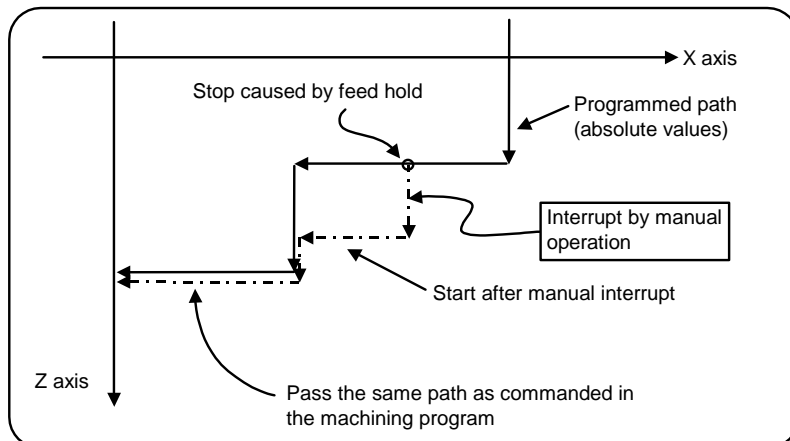 X axis
Stop caused by feed hold
Programmed path
(absolute values)
Interrupt by manual
operation
Start after manual interrupt
Z axis
Pass the same path as commanded in
the machining program